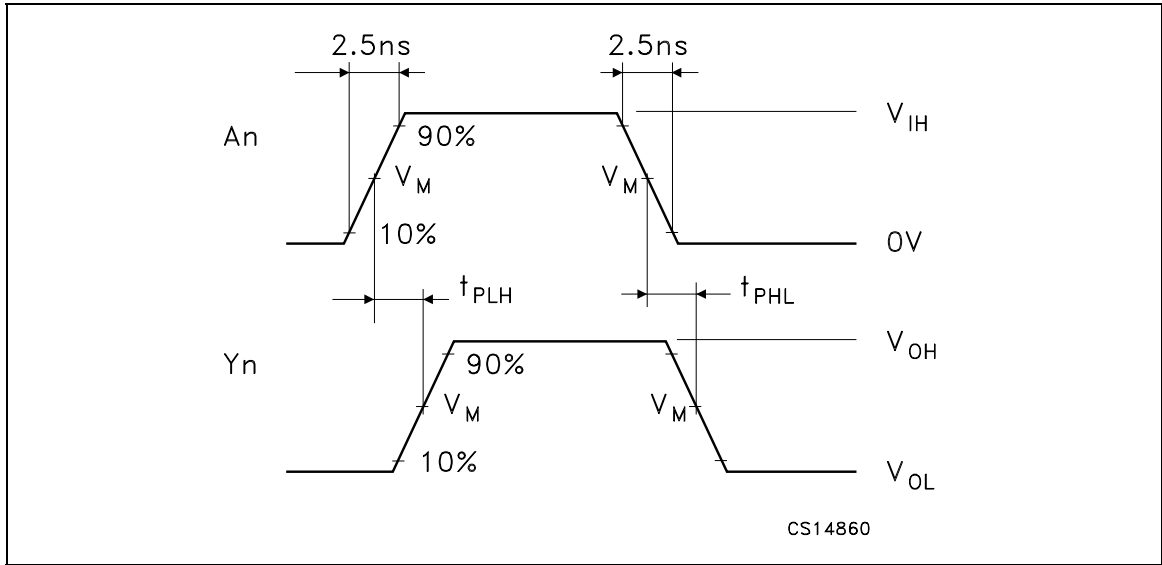 2.5ns 2.5ns
An 90% V_IH
V_M V_M
10% 0V
t_PLH t_PHL
Yn 90% V_OH
V_M V_M
10% V_OL
CS14860